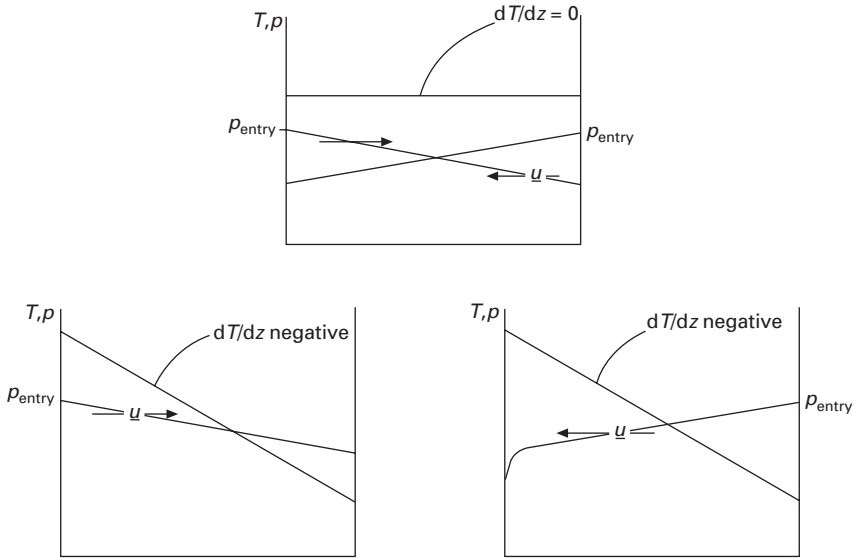 T,p
dT/dz = 0
p_entry
p_entry
u
T,p
dT/dz negative
p_entry
u
T,p
dT/dz negative
p_entry
u